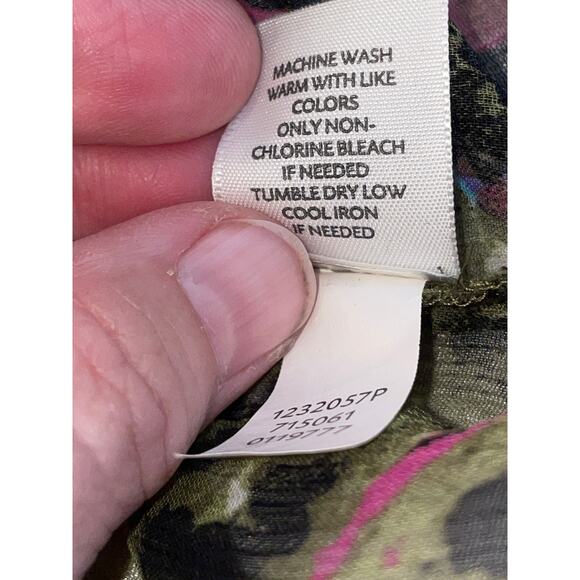 MACHINE WASH
WARM WITH LIKE
COLORS
ONLY NON-
CHLORINE BLEACH
IF NEEDED
TUMBLE DRY LOW
COOL IRON
IF NEEDED
1232057P
715061
0119777